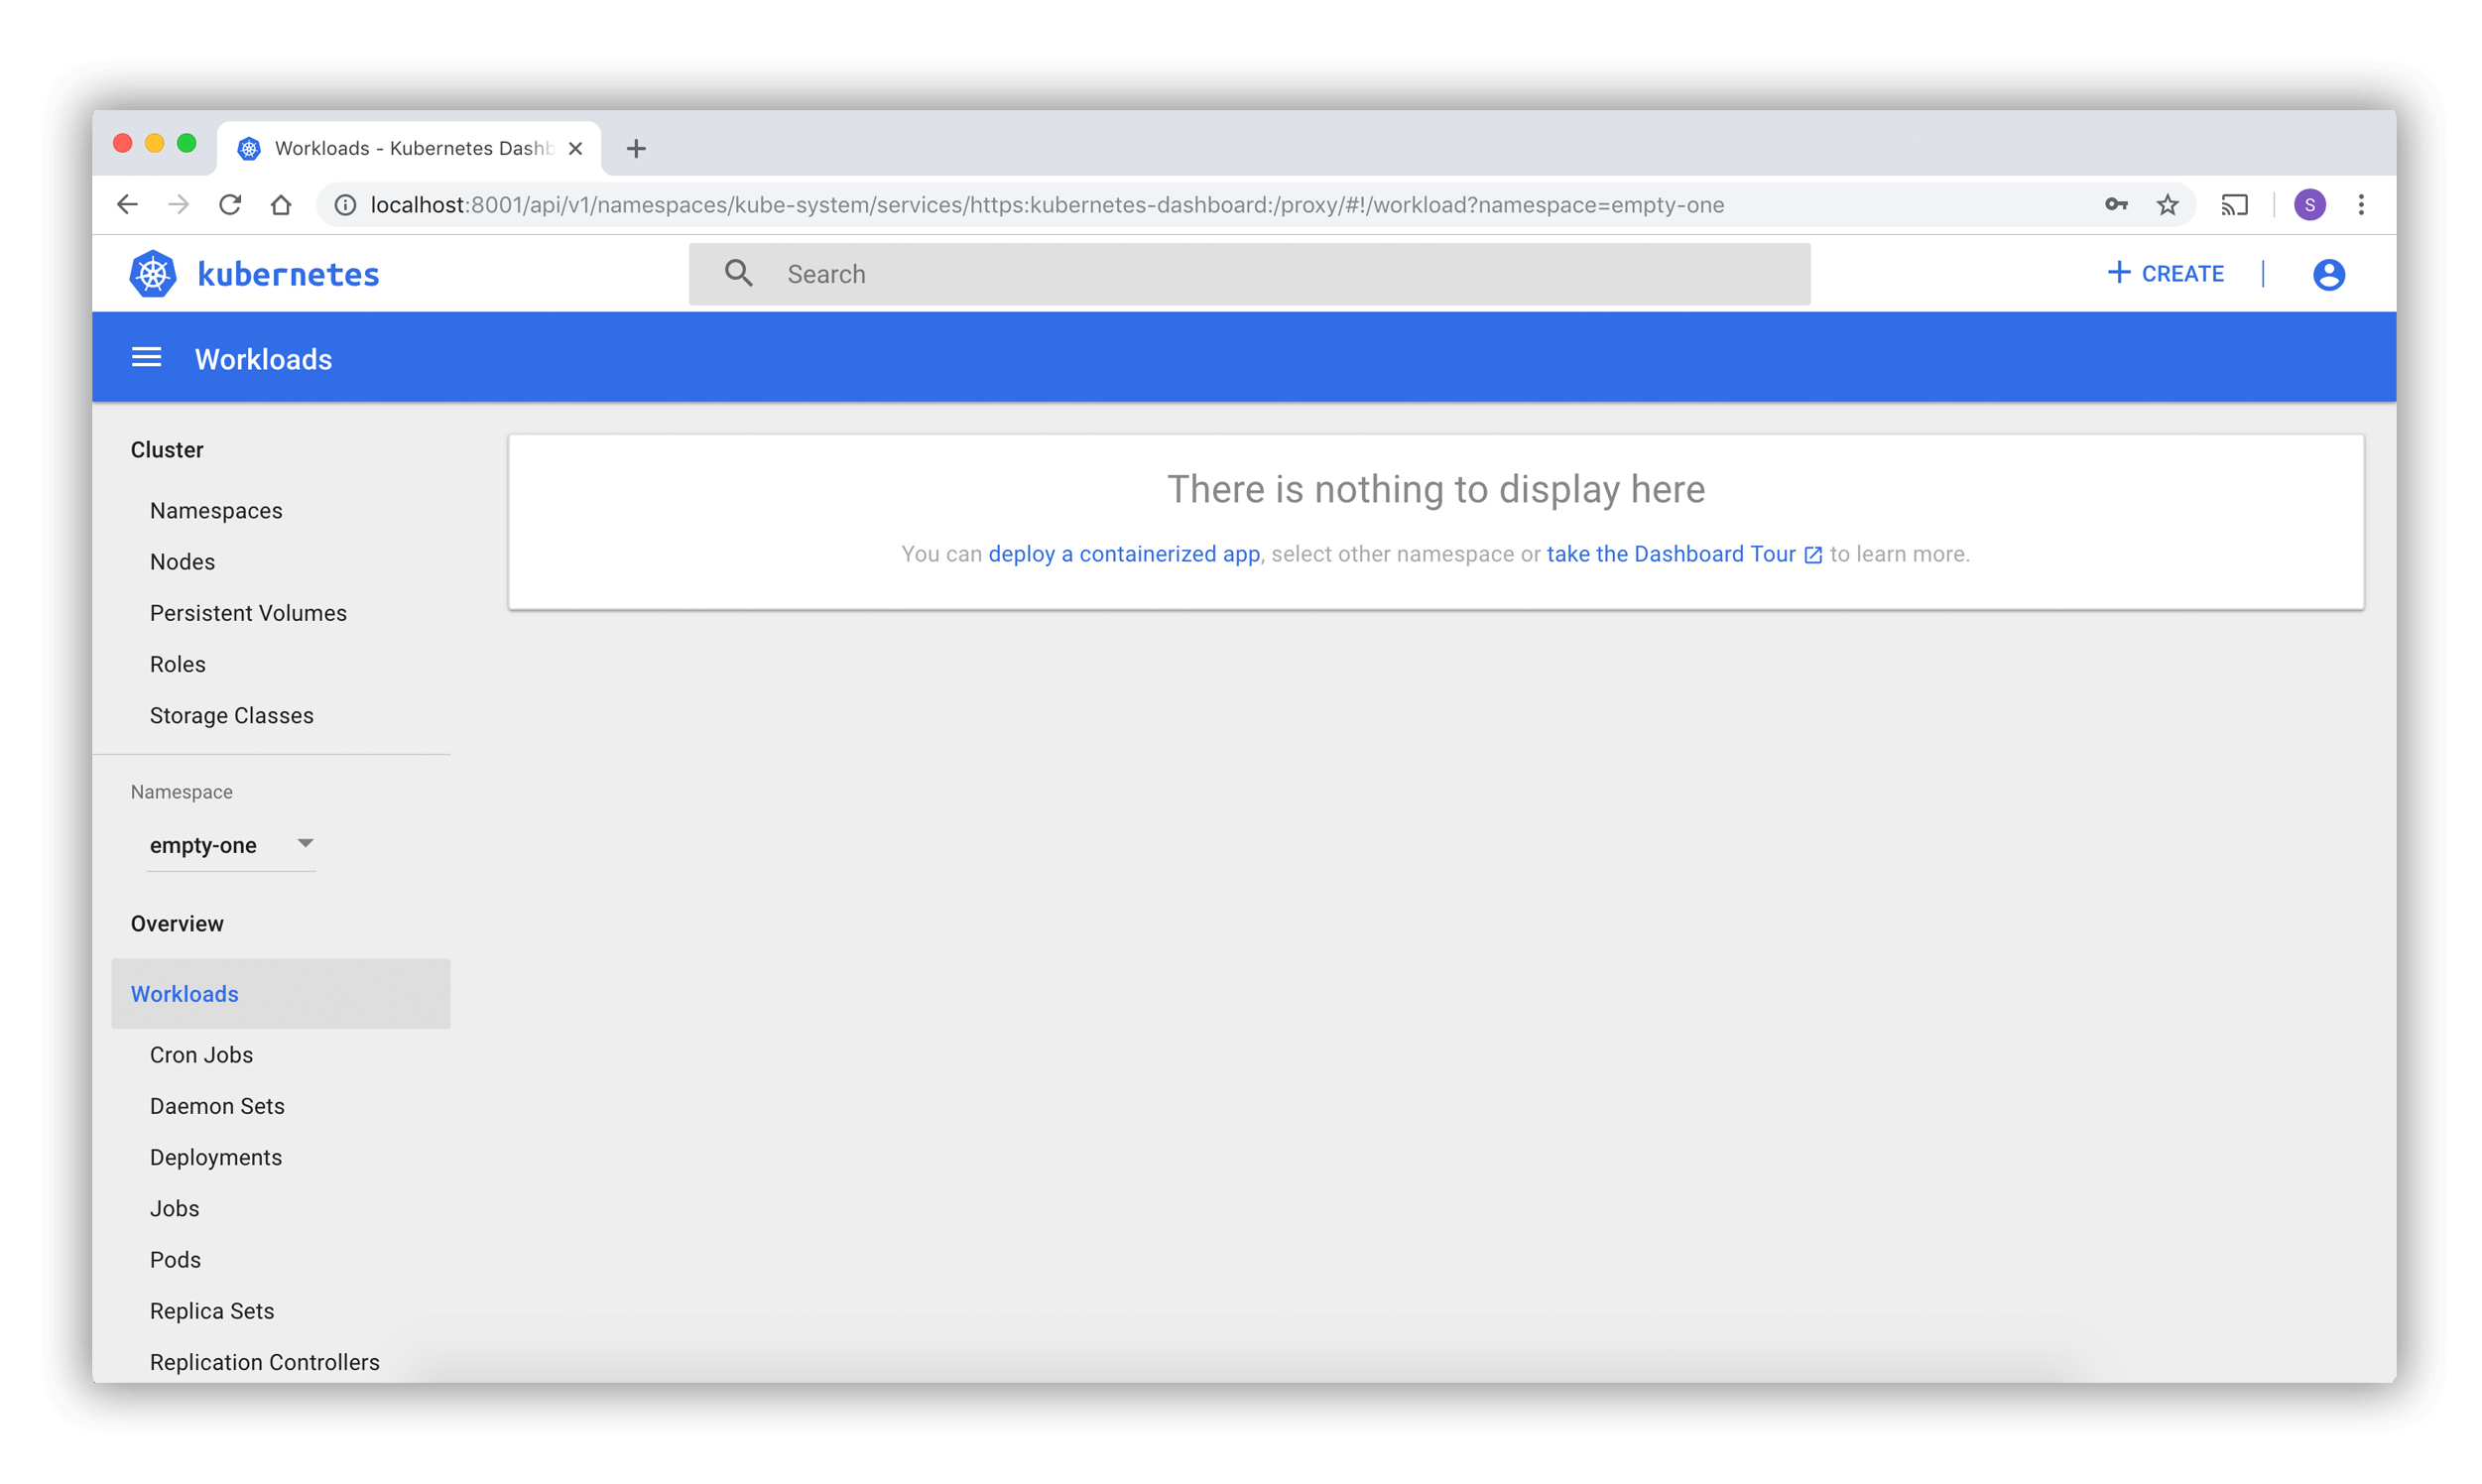 Workloads - Kubernetes Dashb
localhost:8001/api/v1/namespaces/kube-system/services/https:kubernetes-dashboard:/proxy/#!/workload?namespace=empty-one
S
kubernetes
Search
+ CREATE
Workloads
Cluster
Namespaces
Nodes
Persistent Volumes
Roles
Storage Classes
Namespace
empty-one
Overview
Workloads
Cron Jobs
Daemon Sets
Deployments
Jobs
Pods
Replica Sets
Replication Controllers
There is nothing to display here
You can deploy a containerized app, select other namespace or take the Dashboard Tour to learn more.